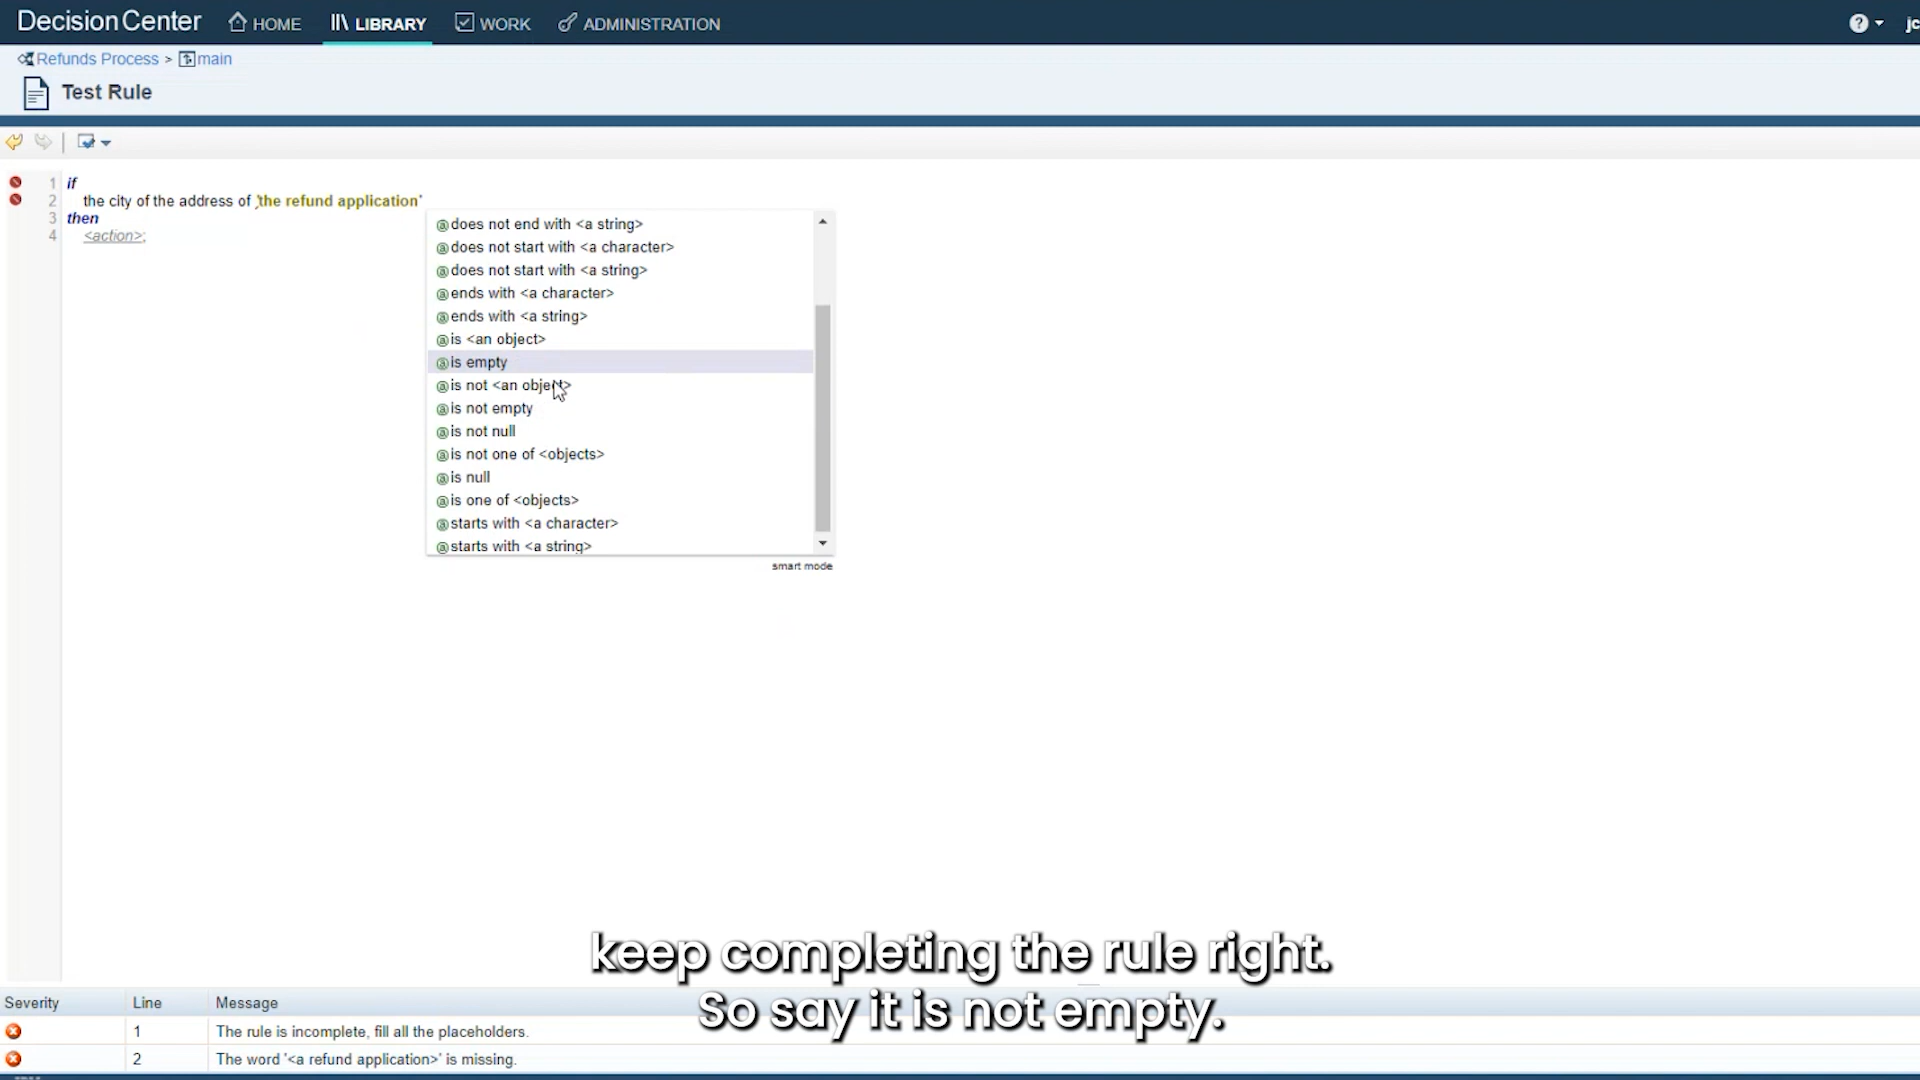 Decision Center HOME LIBRARY WORK ADMINISTRATION ? jc
Refunds Process > main
Test Rule
1 if
2 the city of the address of 'the refund application'
3 then
4 <action>;
does not end with <a string>
does not start with <a character>
does not start with <a string>
ends with <a character>
ends with <a string>
is <an object>
is empty
is not <an object>
is not empty
is not null
is not one of <objects>
is null
is one of <objects>
starts with <a character>
starts with <a string>
smart mode
keep completing the rule right.
So say it is not empty.
Severity Line Message
1 The rule is incomplete, fill all the placeholders.
2 The word '<a refund application>' is missing.